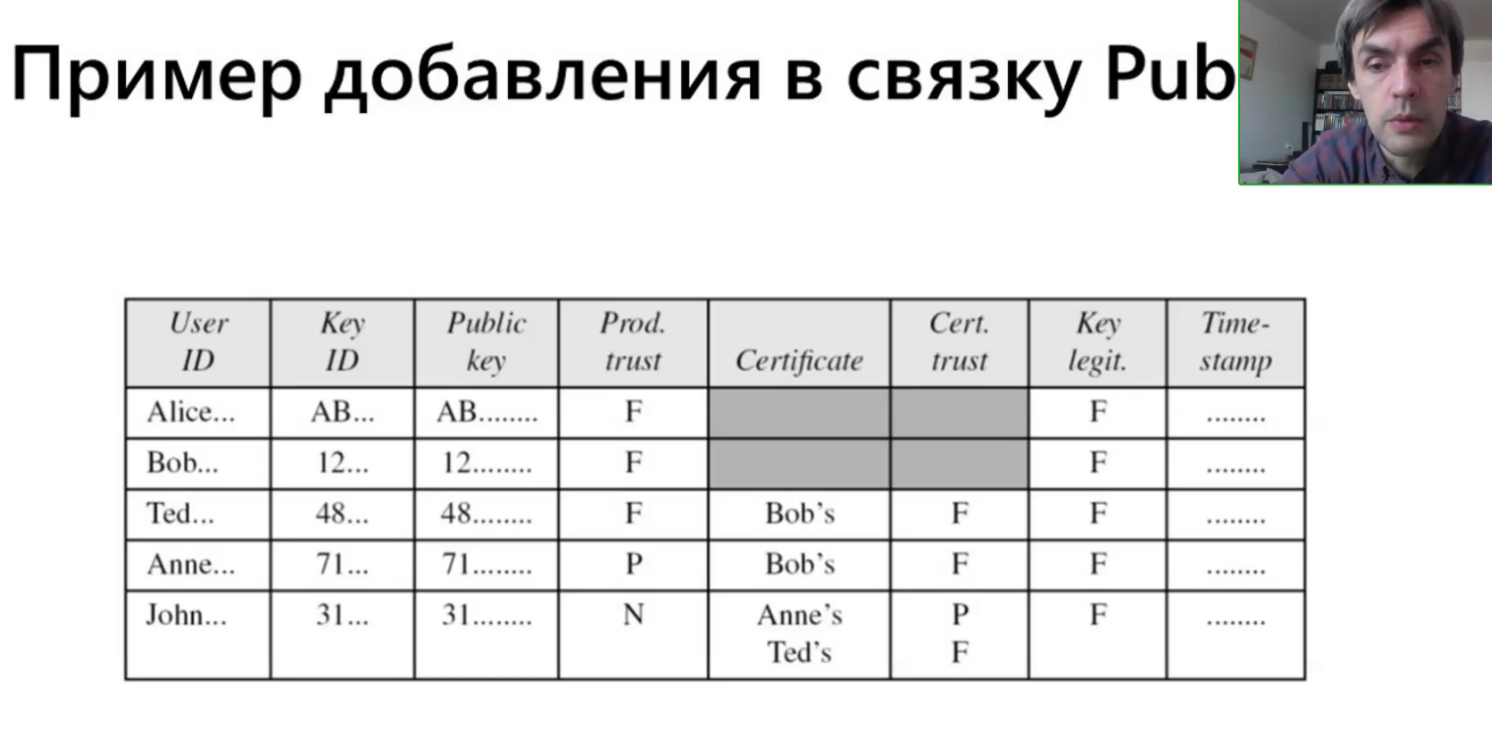 Пример добавления в связку Pub
User ID Key ID Public key Prod. trust Certificate Cert. trust Key legit. Time-stamp
Alice... AB... AB........ F F ........
Bob... 12... 12........ F F ........
Ted... 48... 48........ F Bob's F F ........
Anne... 71... 71........ P Bob's F F ........
John... 31... 31........ N Anne's P F ........
Ted's F